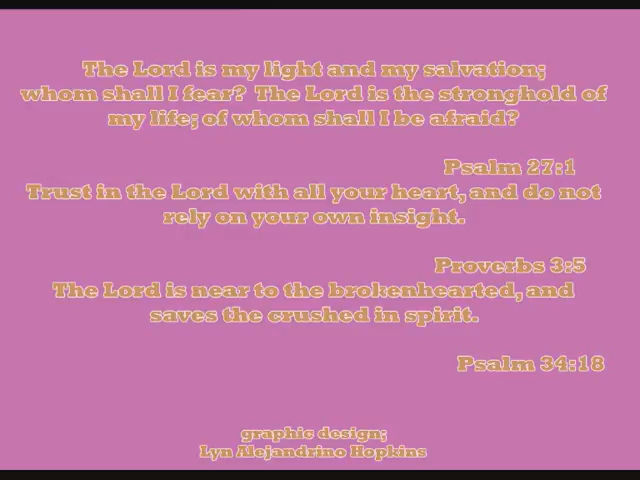 The Lord is my light and my salvation;
whom shall I fear? The Lord is the stronghold of
my life; of whom shall I be afraid?
Psalm 27:1
Trust in the Lord with all your heart, and do not
rely on your own insight.
Proverbs 3:5
The Lord is near to the brokenhearted, and
saves the crushed in spirit.
Psalm 34:18
graphic design;
Lyn Alejandrino Hopkins